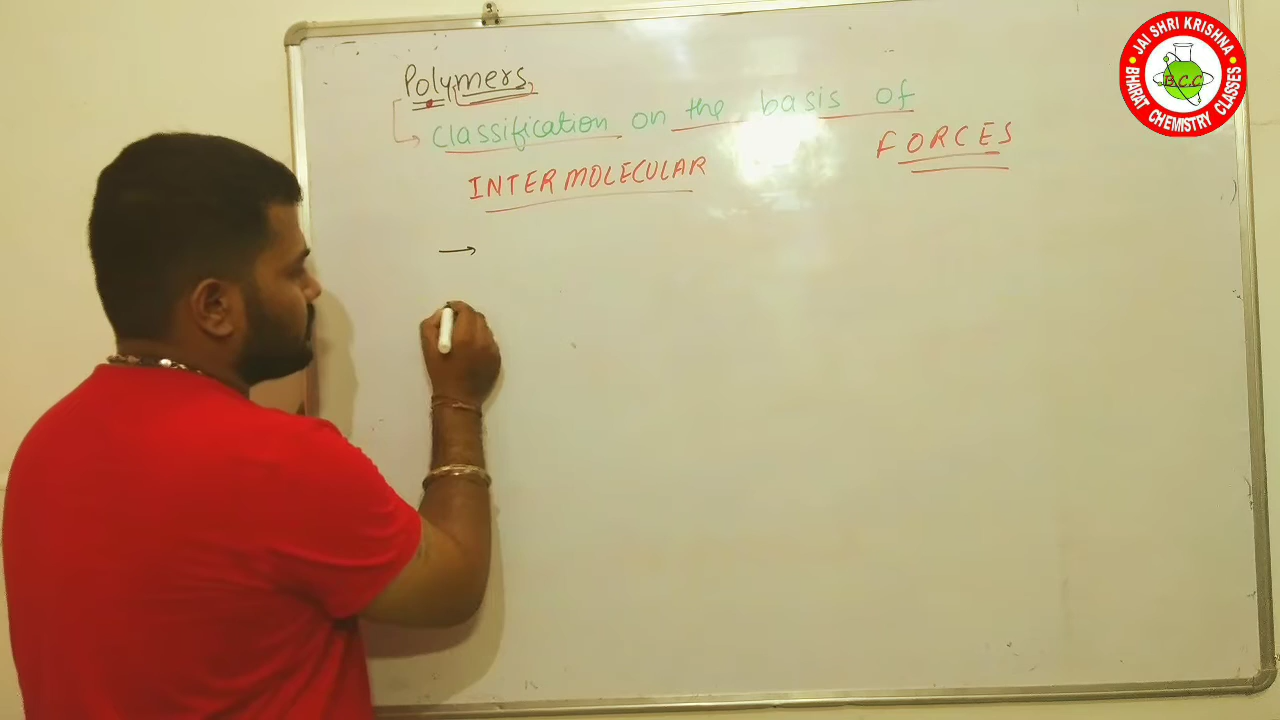 Polymers
classification on the basis of
INTERMOLECULAR FORCES
JAI SHRI KRISHNA
B.C.C
BHARAT CHEMISTRY CLASSES